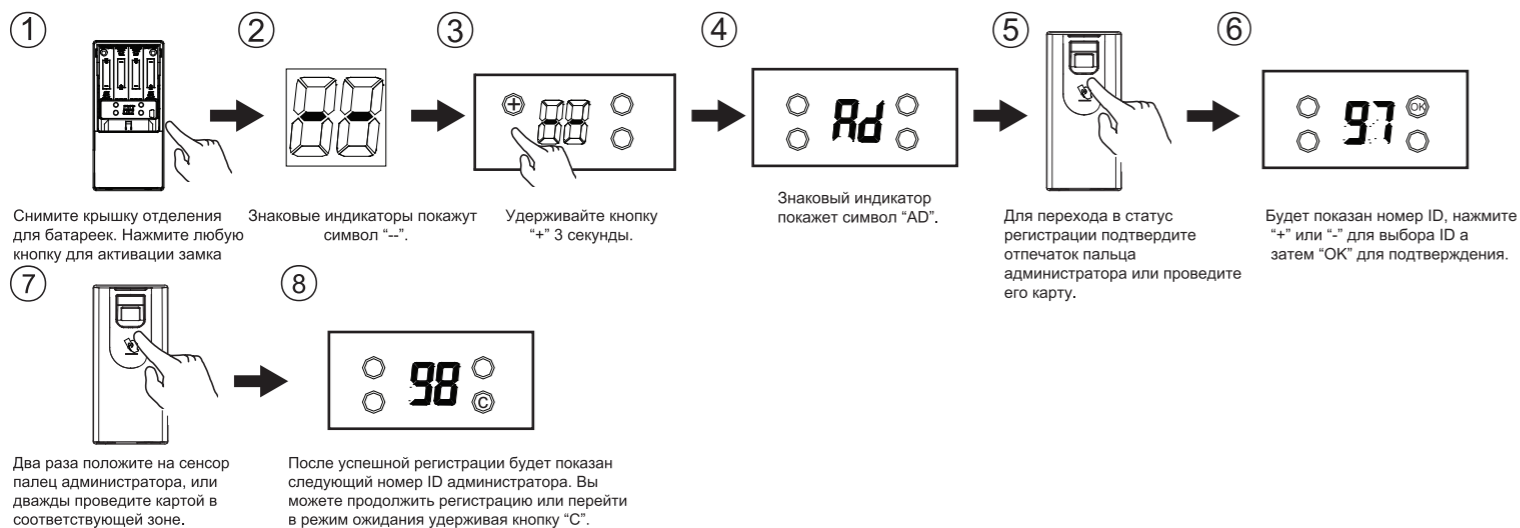 1
2
3
4
5
6
+
Ad
97
OK
Снимите крышку отделения
для батареек. Нажмите любую
кнопку для активации замка
Знаковые индикаторы покажут
символ “--”.
Удерживайте кнопку
“+” 3 секунды.
Знаковый индикатор
покажет символ “AD”.
Для перехода в статус
регистрации подтвердите
отпечаток пальца
администратора или проведите
его карту.
Будет показан номер ID, нажмите
“+” или “-” для выбора ID а
затем “OK” для подтверждения.
7
8
98
C
Два раза положите на сенсор
палец администратора, или
дважды проведите картой в
соответствующей зоне.
После успешной регистрации будет показан
следующий номер ID администратора. Вы
можете продолжить регистрацию или перейти
в режим ожидания удерживая кнопку “С”.